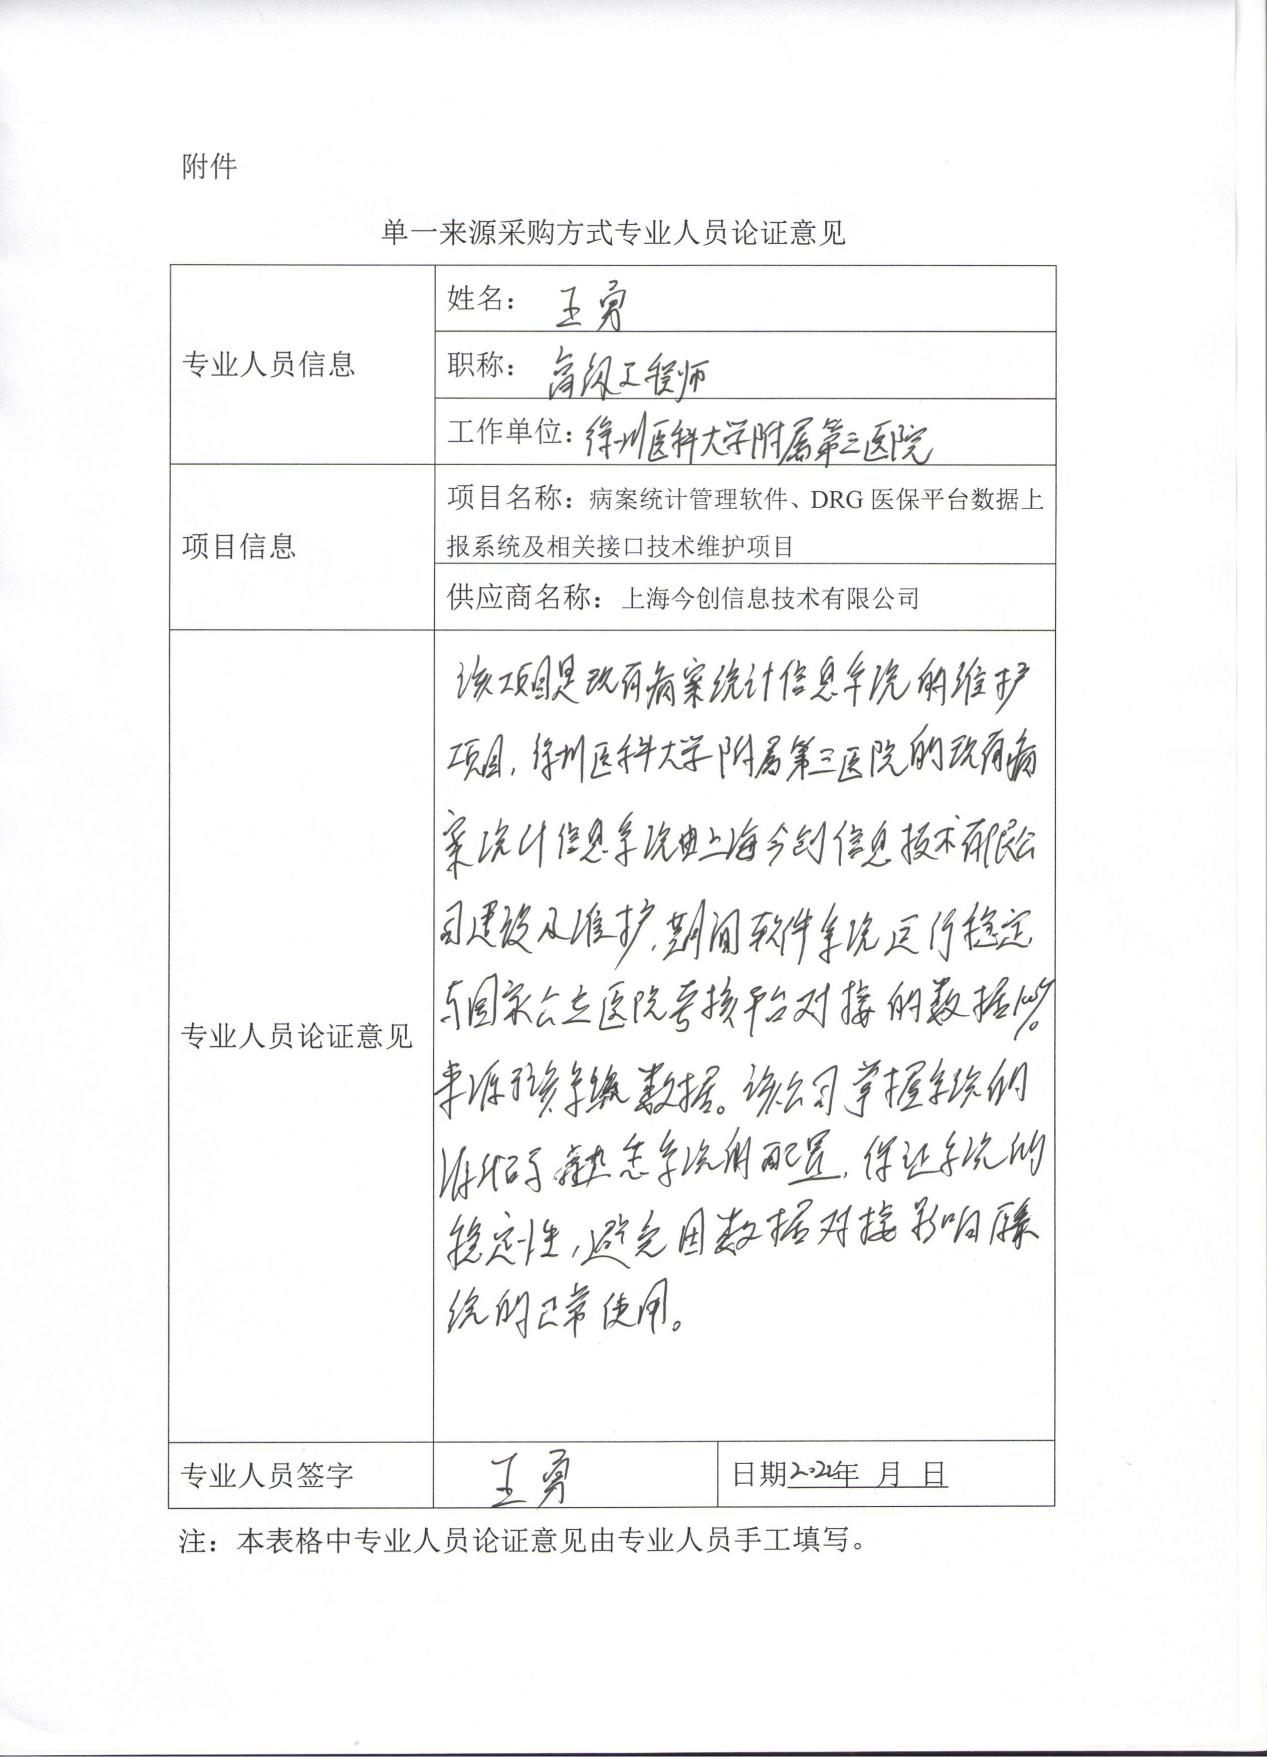 附件
单一来源采购方式专业人员论证意见
专业人员信息
姓名： 王勇
职称： 高级工程师
工作单位：徐州医科大学附属第三医院
项目信息
项目名称：病案统计管理软件、DRG 医保平台数据上
报系统及相关接口技术维护项目
供应商名称：上海今创信息技术有限公司
专业人员论证意见
该项目是现有病案统计信息系统的维护
项目，徐州医科大学附属第三医院的现有病
案统计信息系统由上海今创信息技术有限公
司建设及维护，期间软件系统运行稳定
与国家公立医院考核平台对接的数据100%
来源于该系统数据。该公司掌握系统的
源代码了熟悉系统的配置，保证系统的
稳定性，避免因数据对接影响原系
统的正常使用。
专业人员签字
王勇
日期2022年 月 日
注：本表格中专业人员论证意见由专业人员手工填写。